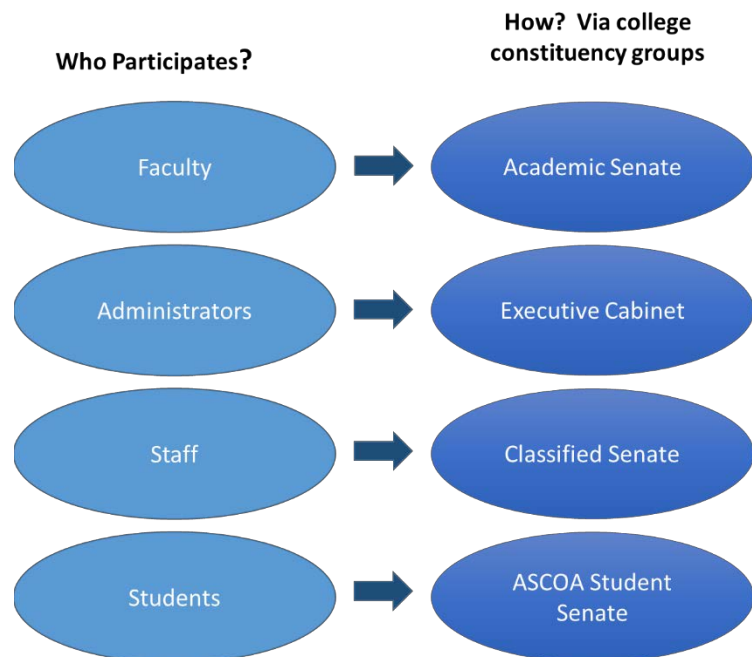 Who Participates?
How? Via college
constituency groups
Faculty
Academic Senate
Administrators
Executive Cabinet
Staff
Classified Senate
Students
ASCOA Student
Senate